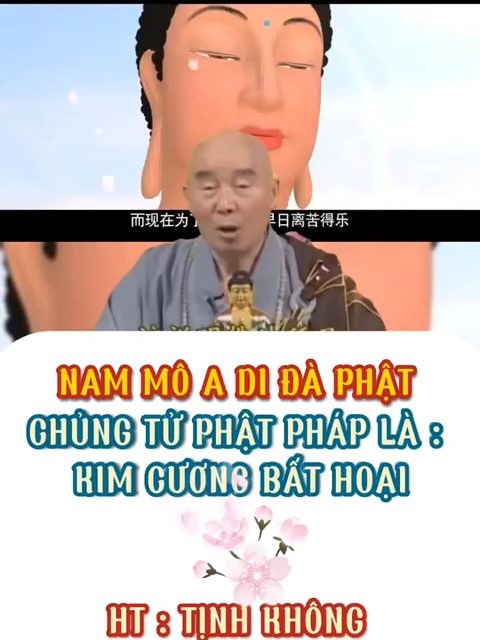 而现在为了 早日离苦得乐
NAM MÔ A DI ĐÀ PHẬT
CHỦNG TỬ PHẬT PHÁP LÀ :
KIM CƯƠNG BẤT HOẠI
HT : TỊNH KHÔNG